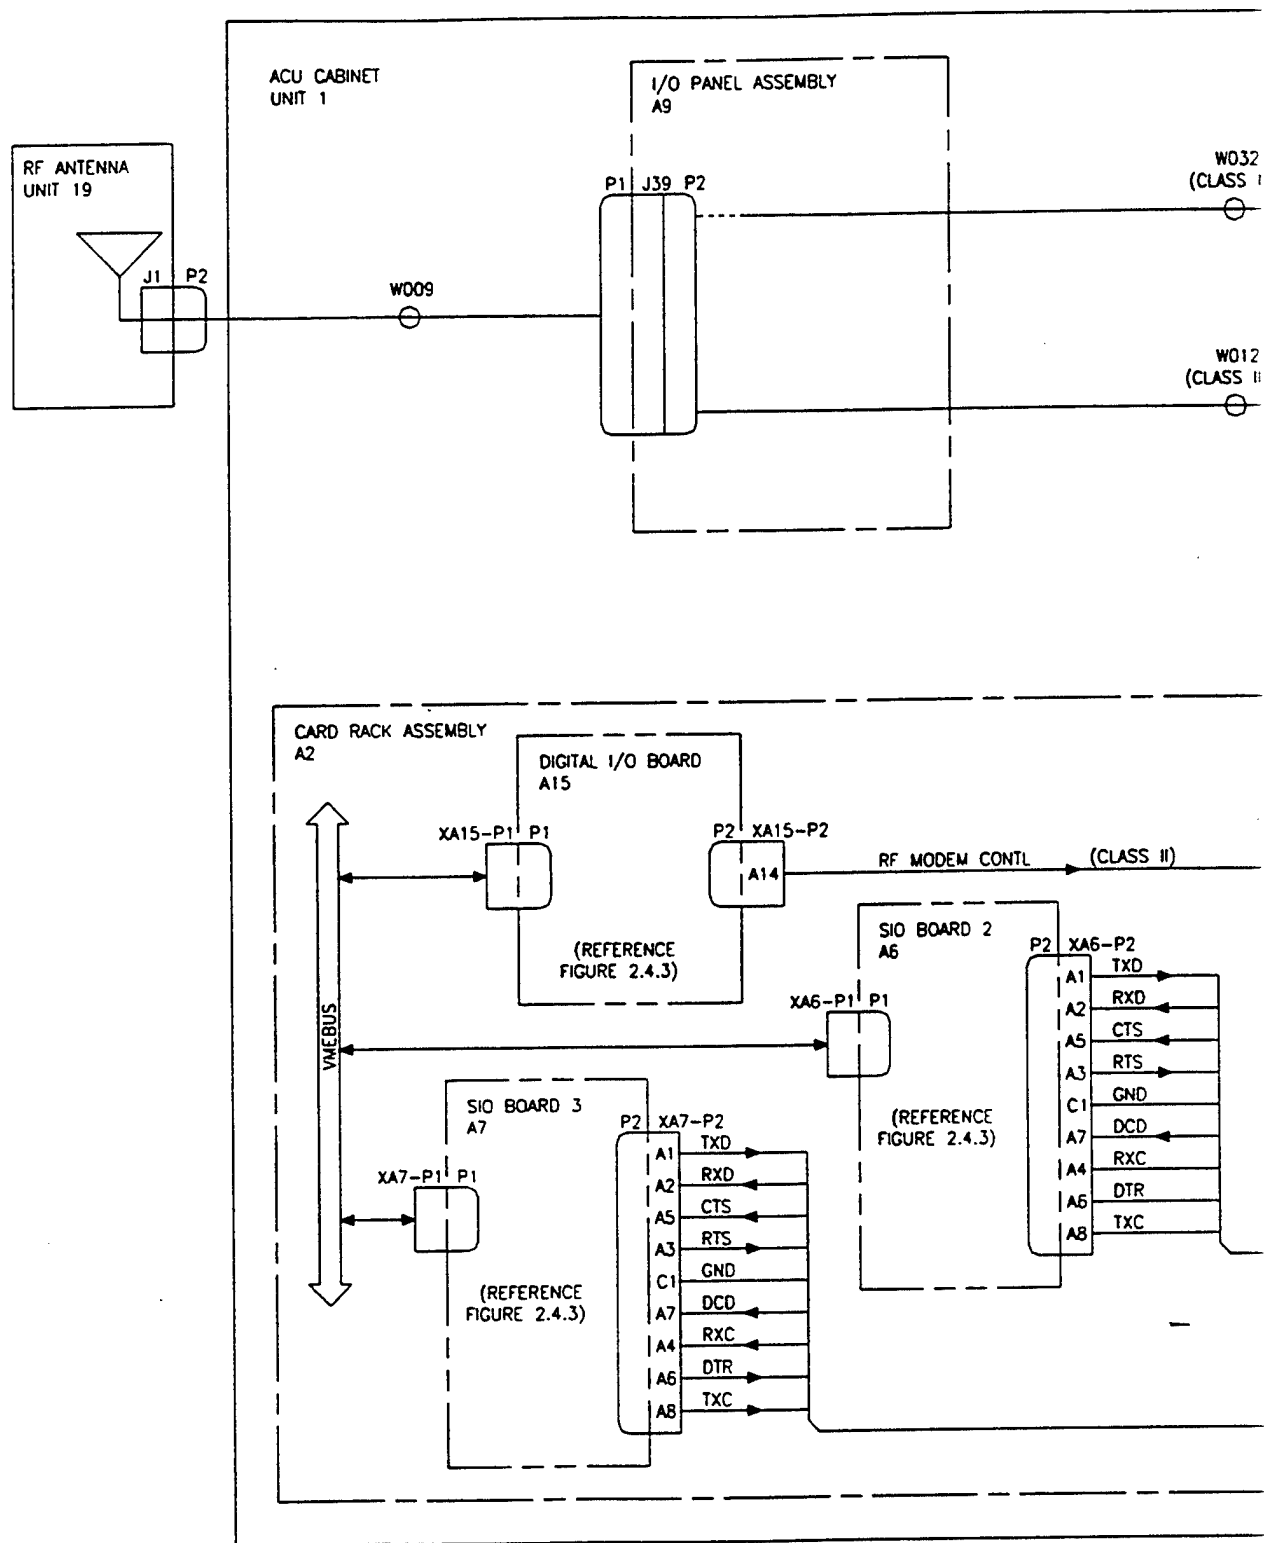 ACU CABINET
UNIT 1
I/O PANEL ASSEMBLY
A9
RF ANTENNA
UNIT 19
J1 P2
W009
P1 J39 P2
W032
(CLASS I
W012
(CLASS II
CARD RACK ASSEMBLY
A2
DIGITAL I/O BOARD
A15
XA15-P1 P1
P2 XA15-P2
A14
RF MODEM CONTL
(CLASS II)
(REFERENCE
FIGURE 2.4.3)
VMEBUS
SIO BOARD 2
A6
XA6-P1 P1
P2 XA6-P2
A1 TXD
A2 RXD
A5 CTS
A3 RTS
C1 GND
A7 DCD
A4 RXC
A6 DTR
A8 TXC
(REFERENCE
FIGURE 2.4.3)
SIO BOARD 3
A7
XA7-P1 P1
P2 XA7-P2
A1 TXD
A2 RXD
A5 CTS
A3 RTS
C1 GND
A7 DCD
A4 RXC
A6 DTR
A8 TXC
(REFERENCE
FIGURE 2.4.3)